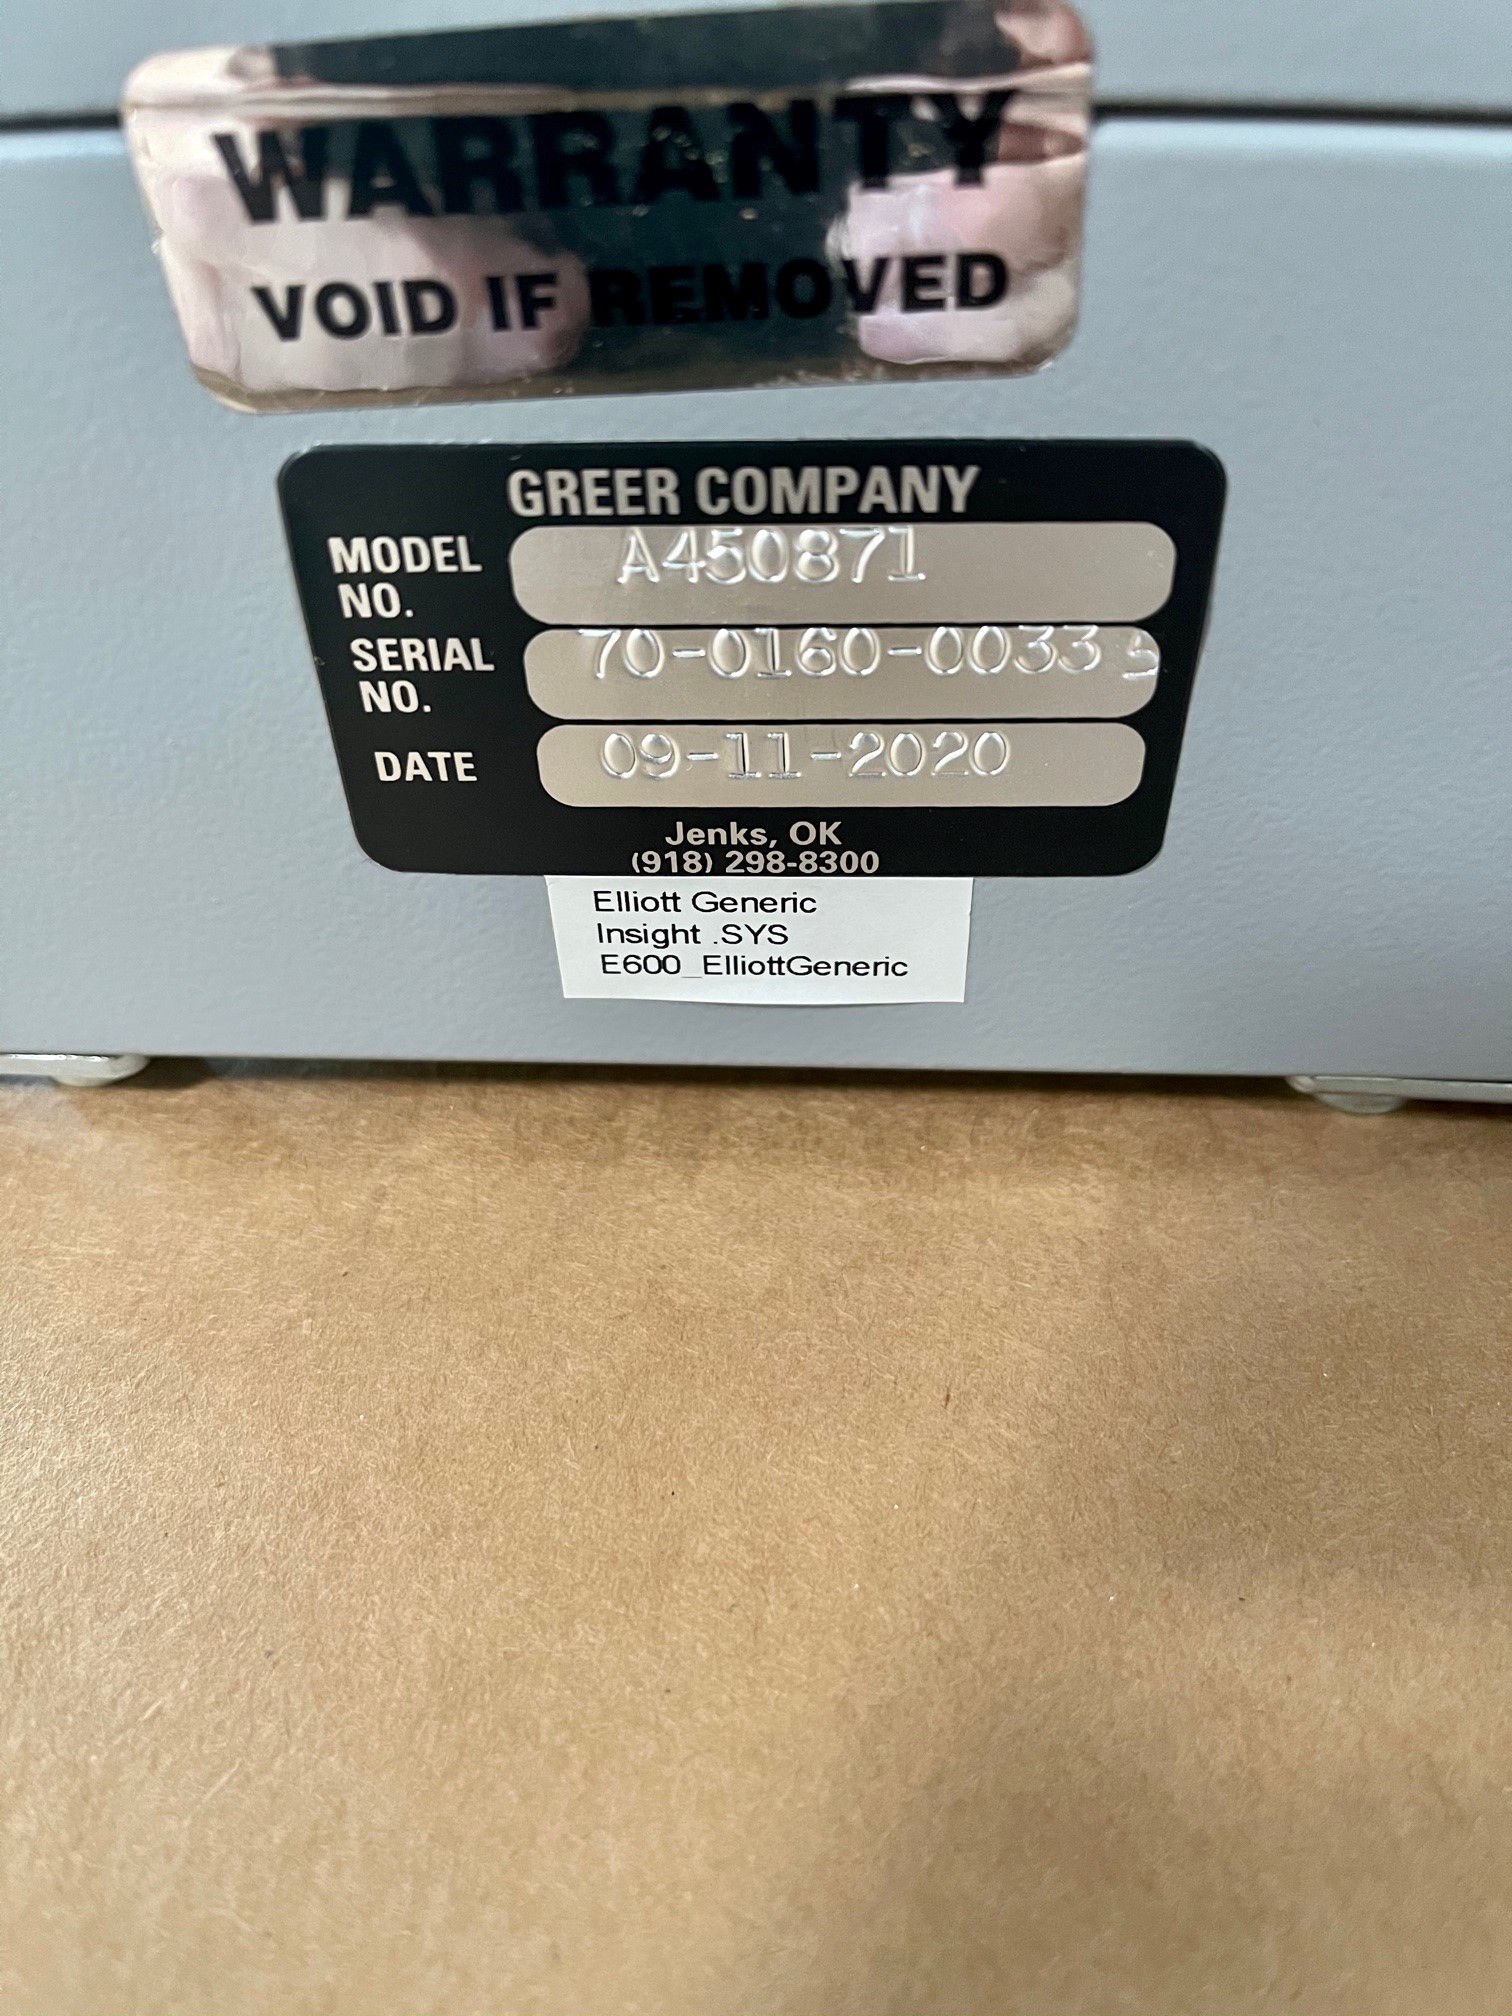 WARRANTY
VOID IF REMOVED
GREER COMPANY
MODEL NO. A450871
SERIAL NO. 70-0160-0033 5
DATE 09-11-2020
Jenks, OK
(918) 298-8300
Elliott Generic
Insight .SYS
E600_ElliottGeneric